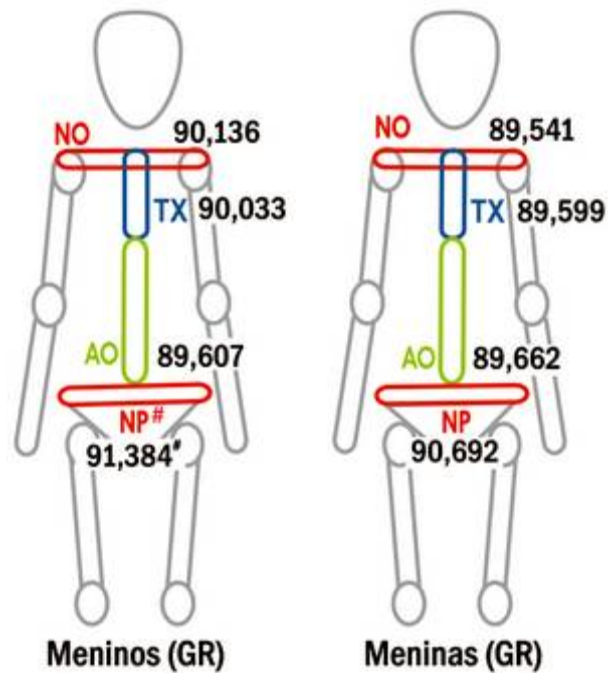 NO 90,136
TX 90,033
AO 89,607
NP#
91,384#
Meninos (GR)
NO 89,541
TX 89,599
AO 89,662
NP
90,692
Meninas (GR)